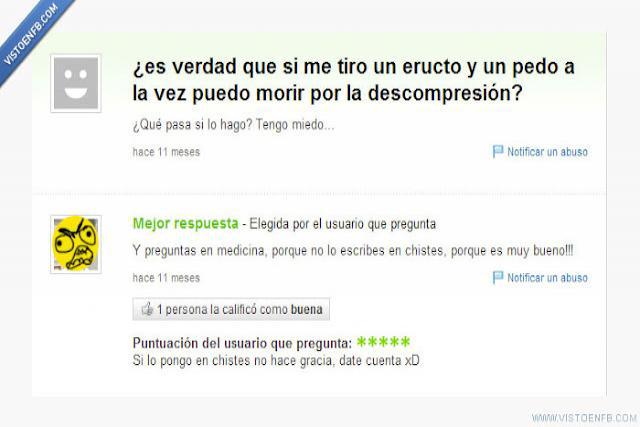 VISTOENFB.COM
¿es verdad que si me tiro un eructo y un pedo a
la vez puedo morir por la descompresión?
¿Qué pasa si lo hago? Tengo miedo...
hace 11 meses
Notificar un abuso
Mejor respuesta - Elegida por el usuario que pregunta
Y preguntas en medicina, porque no lo escribes en chistes, porque es muy bueno!!!
hace 11 meses
Notificar un abuso
1 persona la calificó como buena
Puntuación del usuario que pregunta: *****
Si lo pongo en chistes no hace gracia, date cuenta xD
WWW.VISTOENFB.COM